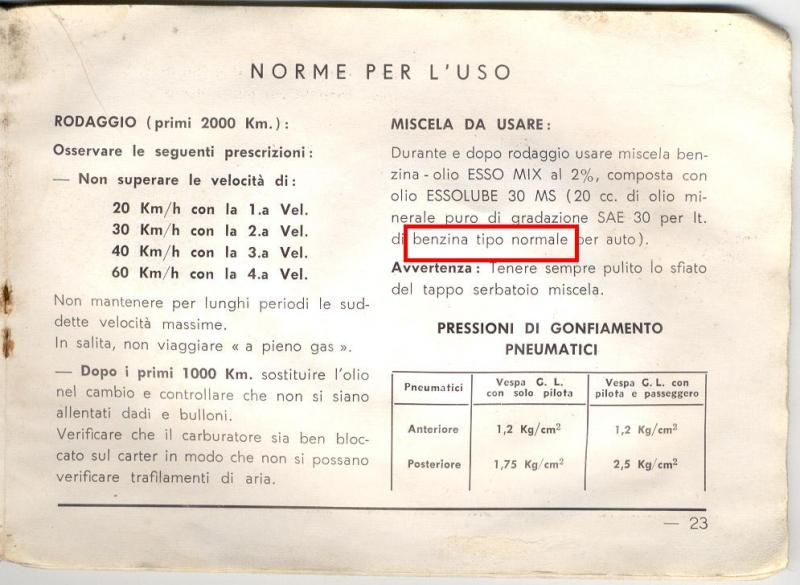 NORME PER L'USO
RODAGGIO (primi 2000 Km.):
Osservare le seguenti prescrizioni:
— Non superare le velocità di:
20 Km/h con la 1.a Vel.
30 Km/h con la 2.a Vel.
40 Km/h con la 3.a Vel.
60 Km/h con la 4.a Vel.
Non mantenere per lunghi periodi le sud-
dette velocità massime.
In salita, non viaggiare « a pieno gas ».
— Dopo i primi 1000 Km. sostituire l'olio
nel cambio e controllare che non si siano
allentati dadi e bulloni.
Verificare che il carburatore sia ben bloc-
cato sul carter in modo che non si possano
verificare trafilamenti di aria.
MISCELA DA USARE:
Durante e dopo rodaggio usare miscela ben-
zina - olio ESSO MIX al 2%, composta con
olio ESSOLUBE 30 MS (20 cc. di olio mi-
nerale puro di gradazione SAE 30 per lt.
di benzina tipo normale per auto).
Avvertenza: Tenere sempre pulito lo sfiato
del tappo serbatoio miscela.
PRESSIONI DI GONFIAMENTO
PNEUMATICI
Pneumatici
Vespa G. L.
con solo pilota
Vespa G. L. con
pilota e passeggero
Anteriore 1,2 Kg/cm² 1,2 Kg/cm²
Posteriore 1,75 Kg/cm² 2,5 Kg/cm²
— 23